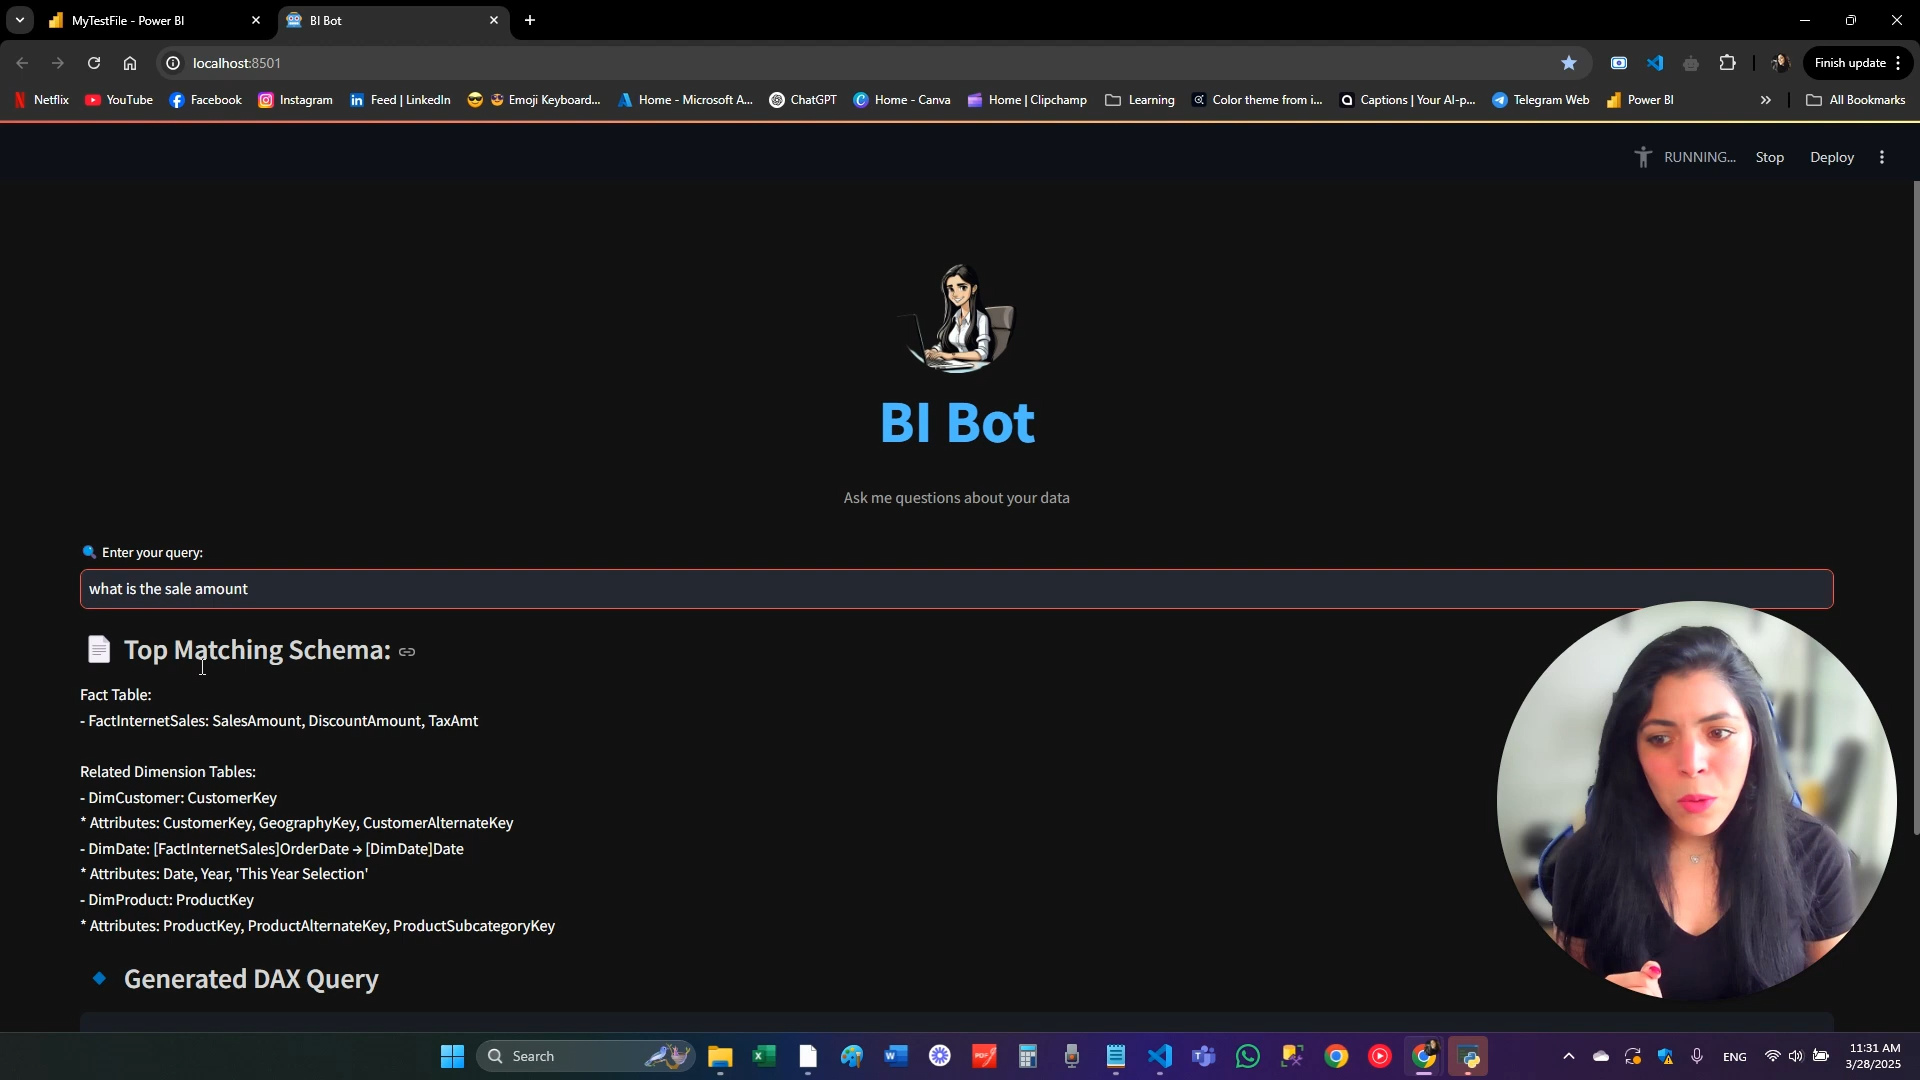 MyTestFile - Power BI
BI Bot
localhost:8501
Finish update
Netflix
YouTube
Facebook
Instagram
Feed | LinkedIn
Emoji Keyboard...
Home - Microsoft A...
ChatGPT
Home - Canva
Home | Clipchamp
Learning
Color theme from i...
Captions | Your AI-p...
Telegram Web
Power BI
All Bookmarks
RUNNING...
Stop
Deploy
BI Bot
Ask me questions about your data
Enter your query:
what is the sale amount
Top Matching Schema:
Fact Table:
- FactInternetSales: SalesAmount, DiscountAmount, TaxAmt
Related Dimension Tables:
- DimCustomer: CustomerKey
* Attributes: CustomerKey, GeographyKey, CustomerAlternateKey
- DimDate: [FactInternetSales]OrderDate → [DimDate]Date
* Attributes: Date, Year, 'This Year Selection'
- DimProduct: ProductKey
* Attributes: ProductKey, ProductAlternateKey, ProductSubcategoryKey
Generated DAX Query
Search
ENG
11:31 AM
3/28/2025